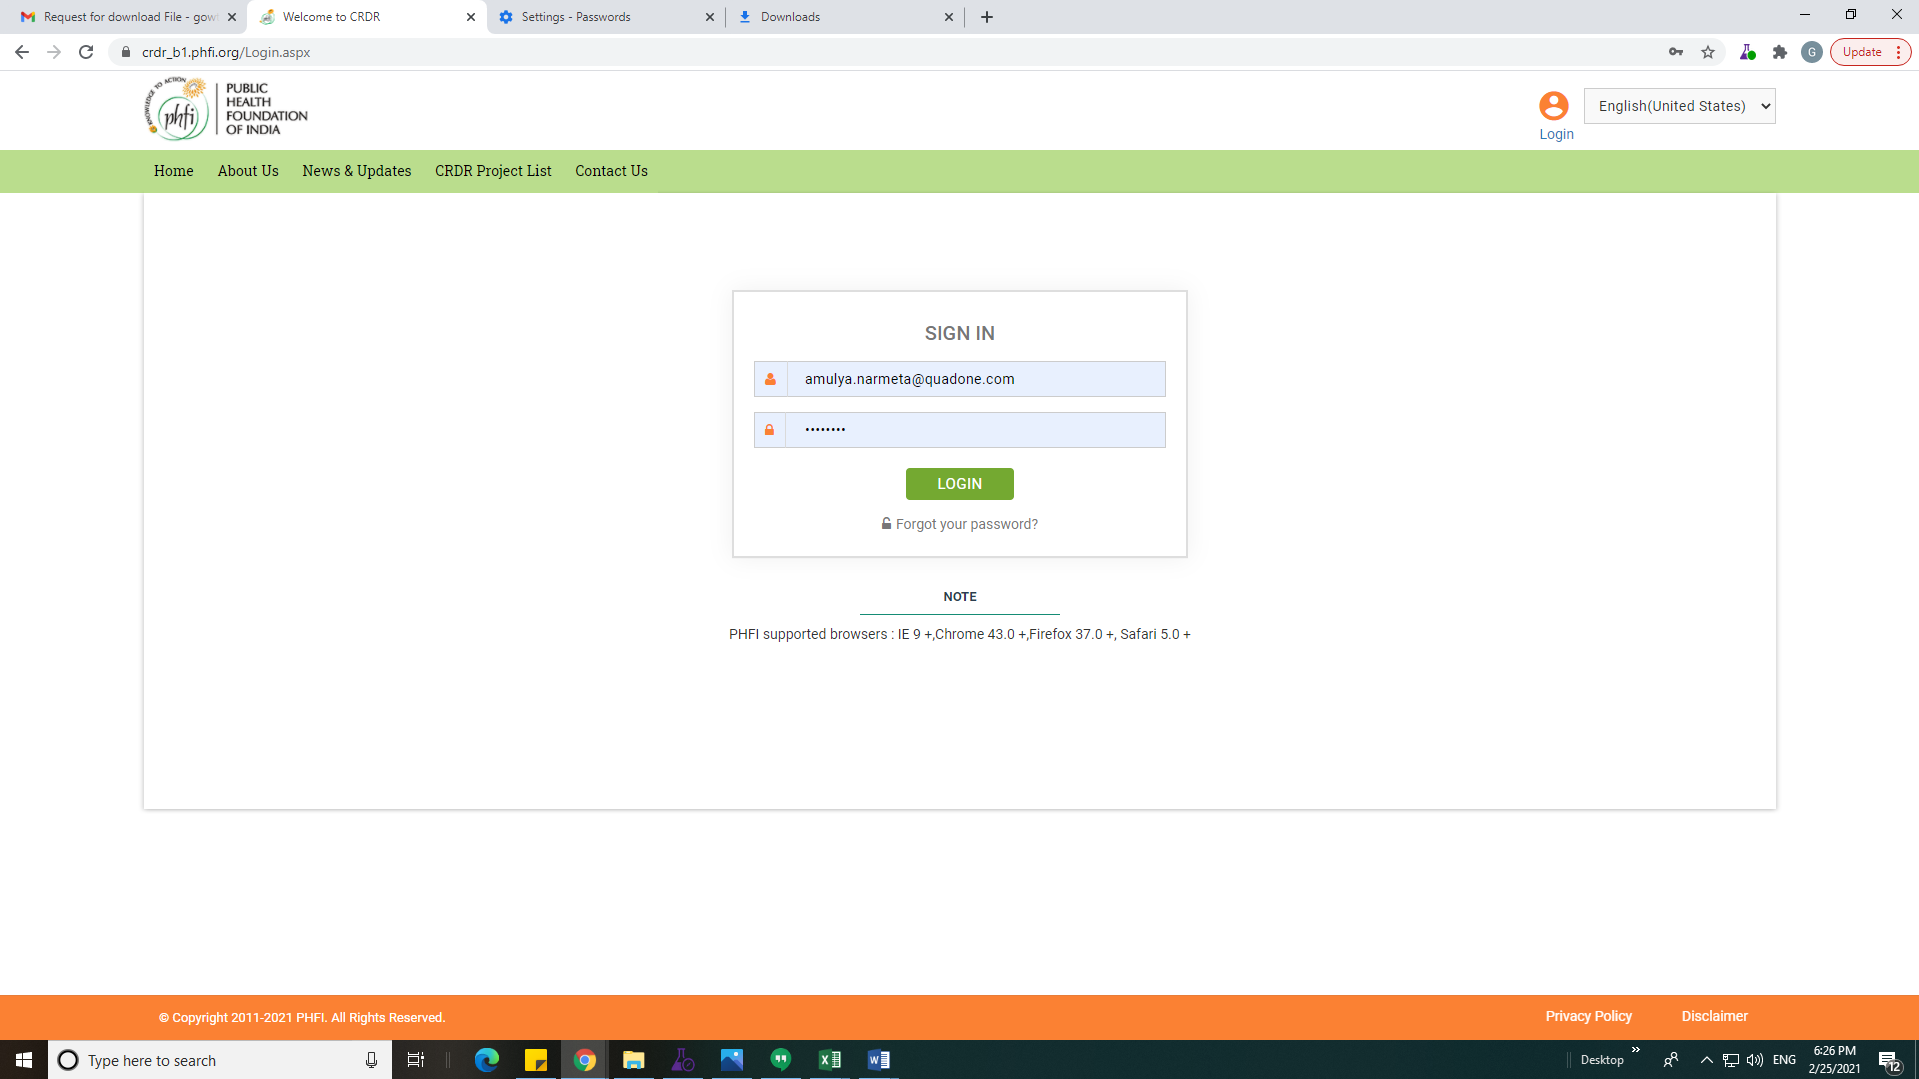 Request for download File - gow
Welcome to CRDR
Settings - Passwords
Downloads
crdr_b1.phfi.org/Login.aspx
G
Update
KNOWLEDGE TO ACTION
phfi
PUBLIC
HEALTH
FOUNDATION
OF INDIA
Login
English(United States)
Home
About Us
News & Updates
CRDR Project List
Contact Us
SIGN IN
amulya.narmeta@quadone.com
••••••••
LOGIN
Forgot your password?
NOTE
PHFI supported browsers : IE 9 +,Chrome 43.0 +,Firefox 37.0 +, Safari 5.0 +
© Copyright 2011-2021 PHFI. All Rights Reserved.
Privacy Policy
Disclaimer
Type here to search
Desktop
ENG
6:26 PM
2/25/2021
12